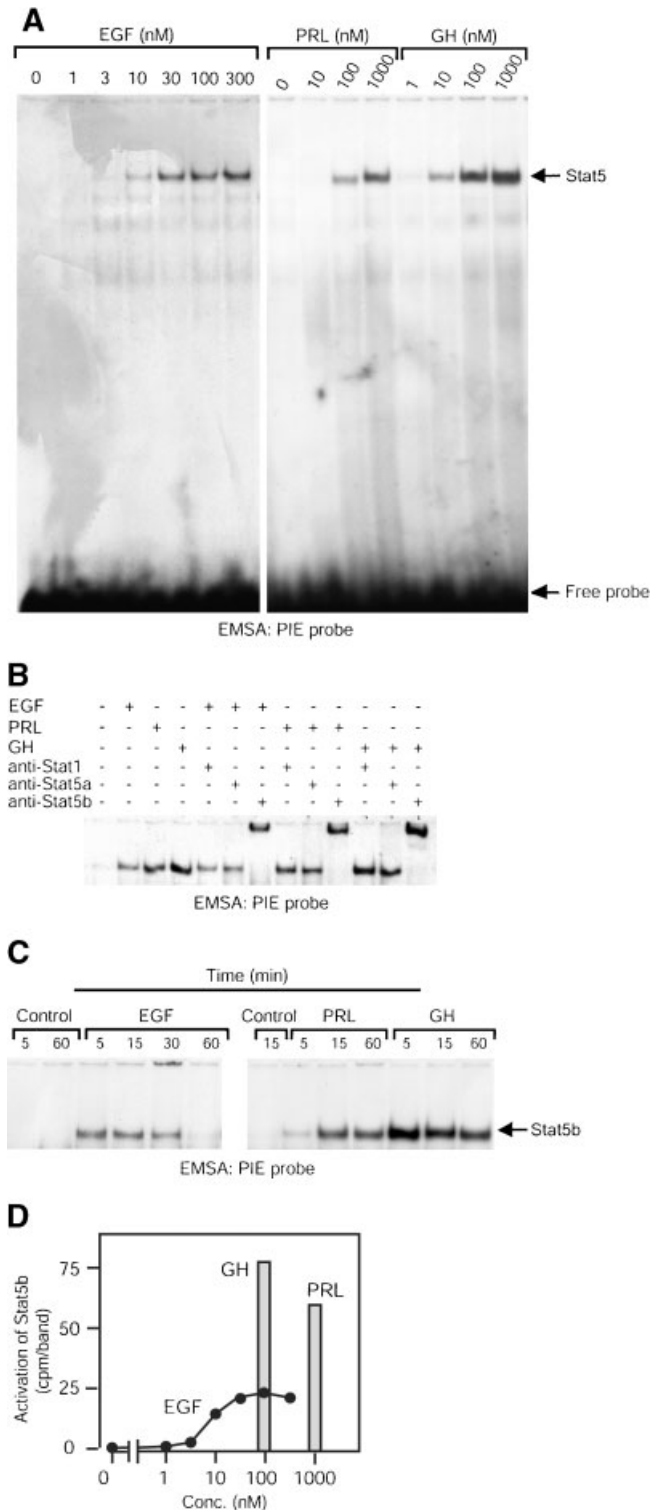 A
EGF (nM) PRL (nM) GH (nM)
0 1 3 10 30 100 300 0 10 100 1000 1 10 100 1000
Stat5
Free probe
EMSA: PIE probe
B
EGF - + - - + + + - - - - - -
PRL - - + - - - - + + + - - -
GH - - - + - - - - - - + + +
anti-Stat1 - - - - + - - + - - + - -
anti-Stat5a - - - - - + - - + - - + -
anti-Stat5b - - - - - - + - - + - - +
EMSA: PIE probe
C
Time (min)
Control EGF Control PRL GH
5 60 5 15 30 60 15 5 15 60 5 15 60
Stat5b
EMSA: PIE probe
D
Activation of Stat5b
(cpm/band)
75
50
25
0
GH
PRL
EGF
0 1 10 100 1000
Conc. (nM)